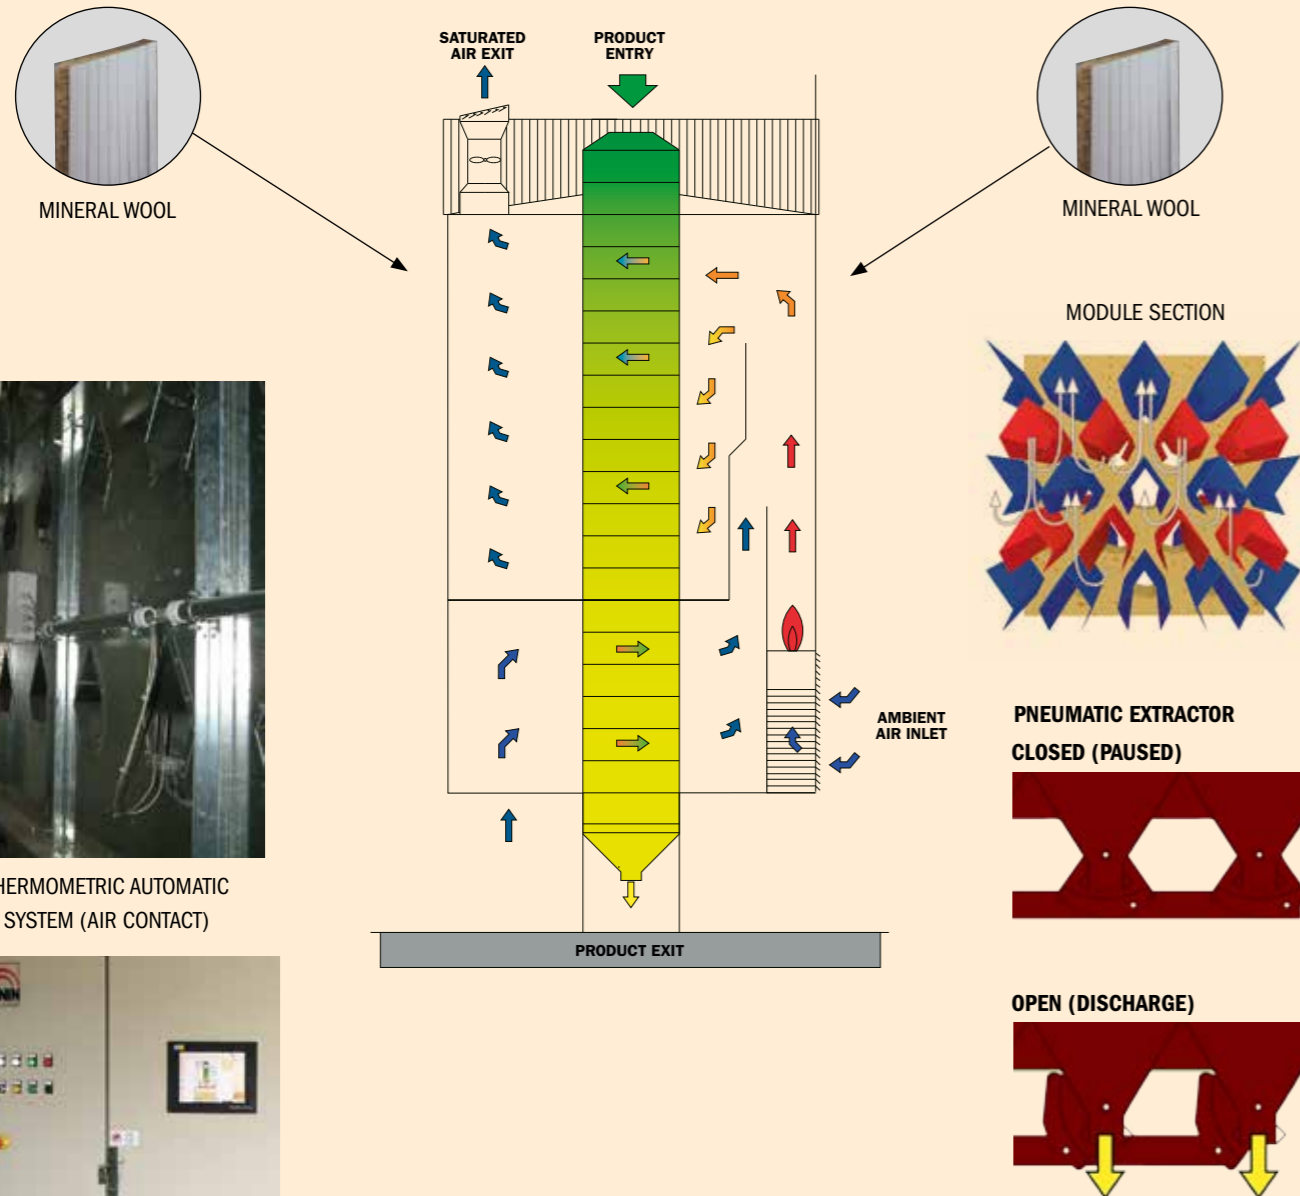 SATURATED
AIR EXIT
PRODUCT
ENTRY
MINERAL WOOL
MINERAL WOOL
MODULE SECTION
AMBIENT
AIR INLET
PNEUMATIC EXTRACTOR
CLOSED (PAUSED)
HERMOMETRIC AUTOMATIC
SYSTEM (AIR CONTACT)
PRODUCT EXIT
OPEN (DISCHARGE)